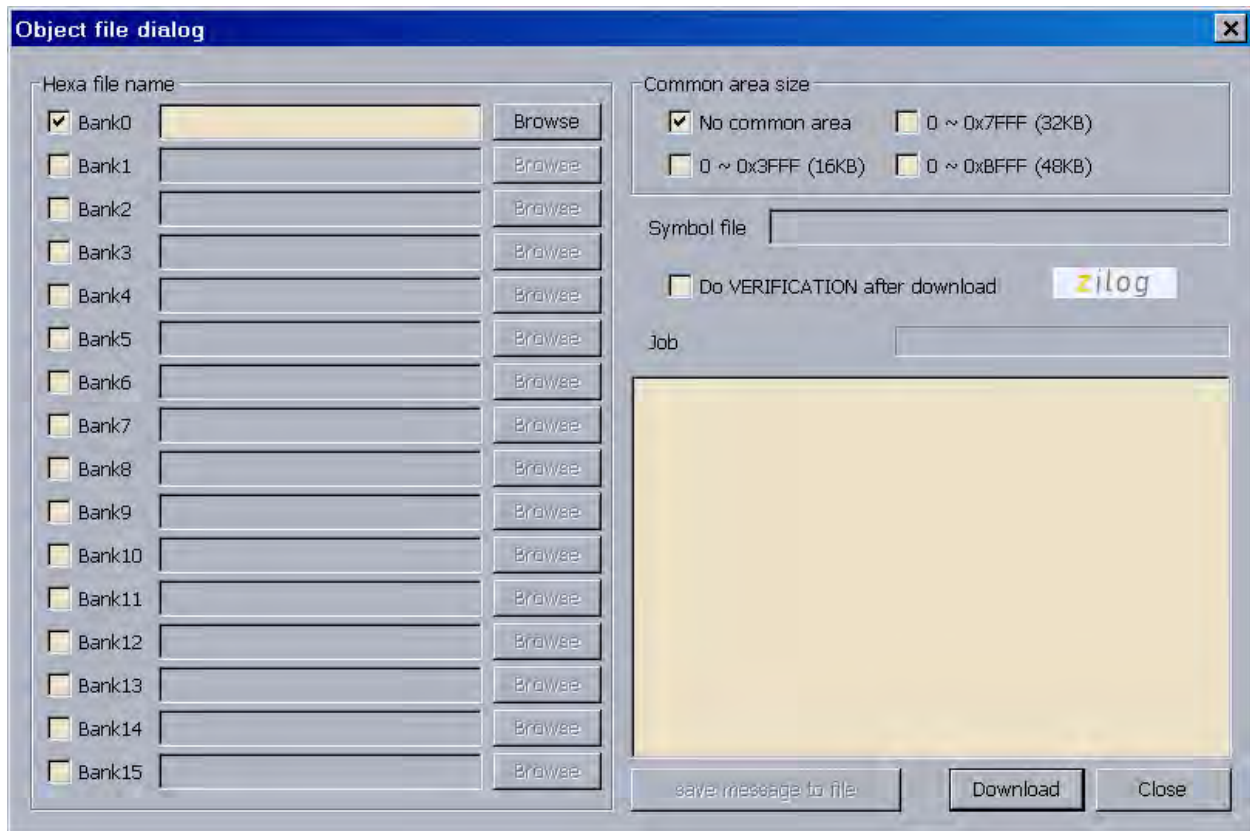 Object file dialog
Hexa file name
Bank0 Browse
Bank1 Browse
Bank2 Browse
Bank3 Browse
Bank4 Browse
Bank5 Browse
Bank6 Browse
Bank7 Browse
Bank8 Browse
Bank9 Browse
Bank10 Browse
Bank11 Browse
Bank12 Browse
Bank13 Browse
Bank14 Browse
Bank15 Browse
Common area size
No common area 0 ~ 0x7FFF (32KB)
0 ~ 0x3FFF (16KB) 0 ~ 0xBFFF (48KB)
Symbol file
Do VERIFICATION after download zilog
Job
save message to file Download Close